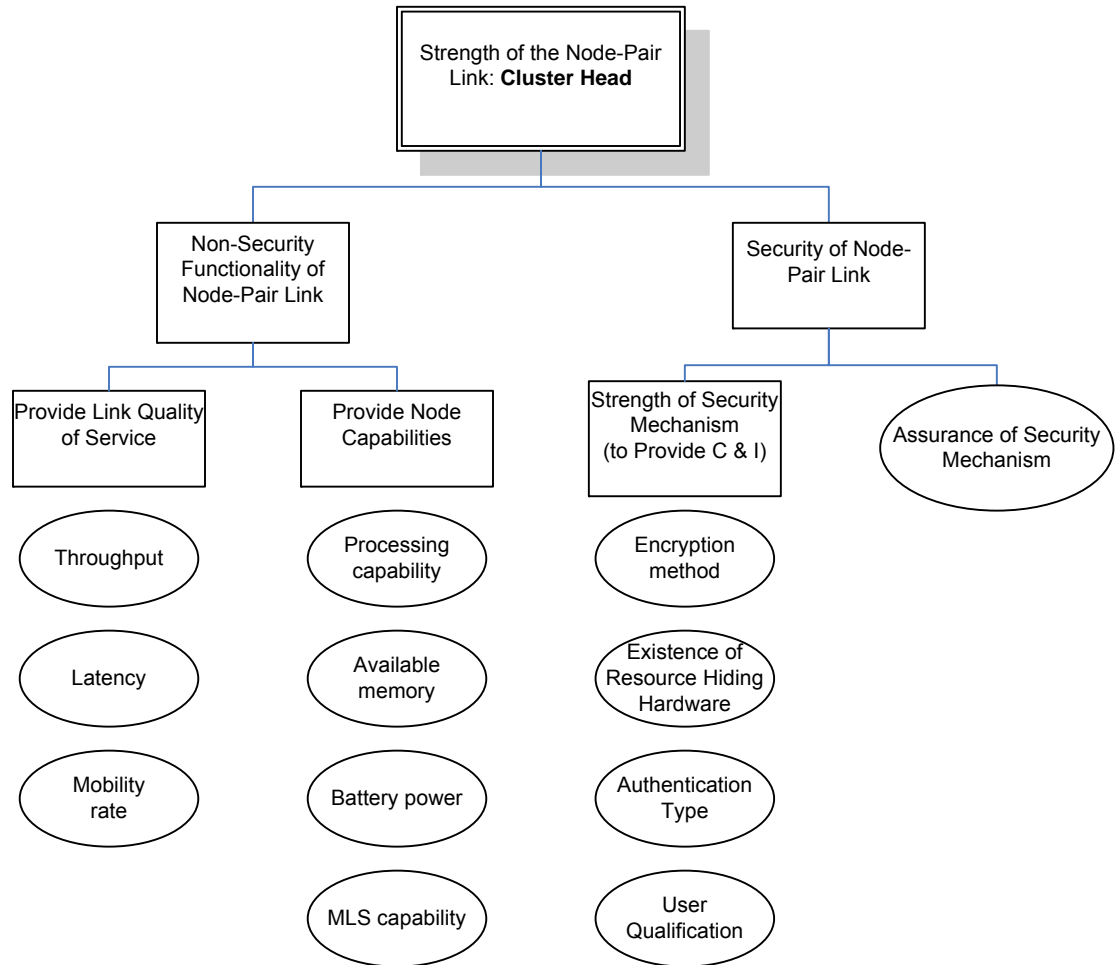 Strength of the Node-Pair
Link: Cluster Head
Non-Security
Functionality of
Node-Pair Link
Security of Node-
Pair Link
Provide Link Quality
of Service
Provide Node
Capabilities
Strength of Security
Mechanism
(to Provide C & I)
Assurance of Security
Mechanism
Throughput
Processing
capability
Encryption
method
Latency
Available
memory
Existence of
Resource Hiding
Hardware
Mobility
rate
Battery power
Authentication
Type
MLS capability
User
Qualification